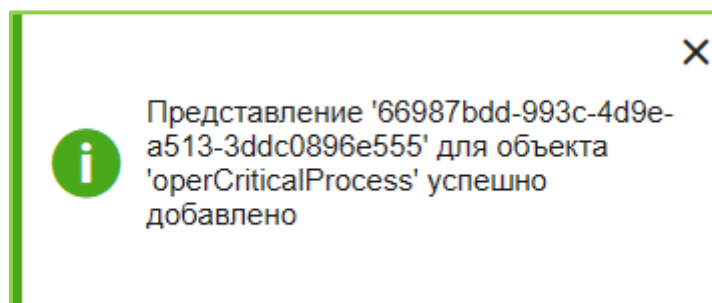 Представление '66987bdd-993c-4d9e-
a513-3ddc0896e555' для объекта
'operCriticalProcess' успешно
добавлено